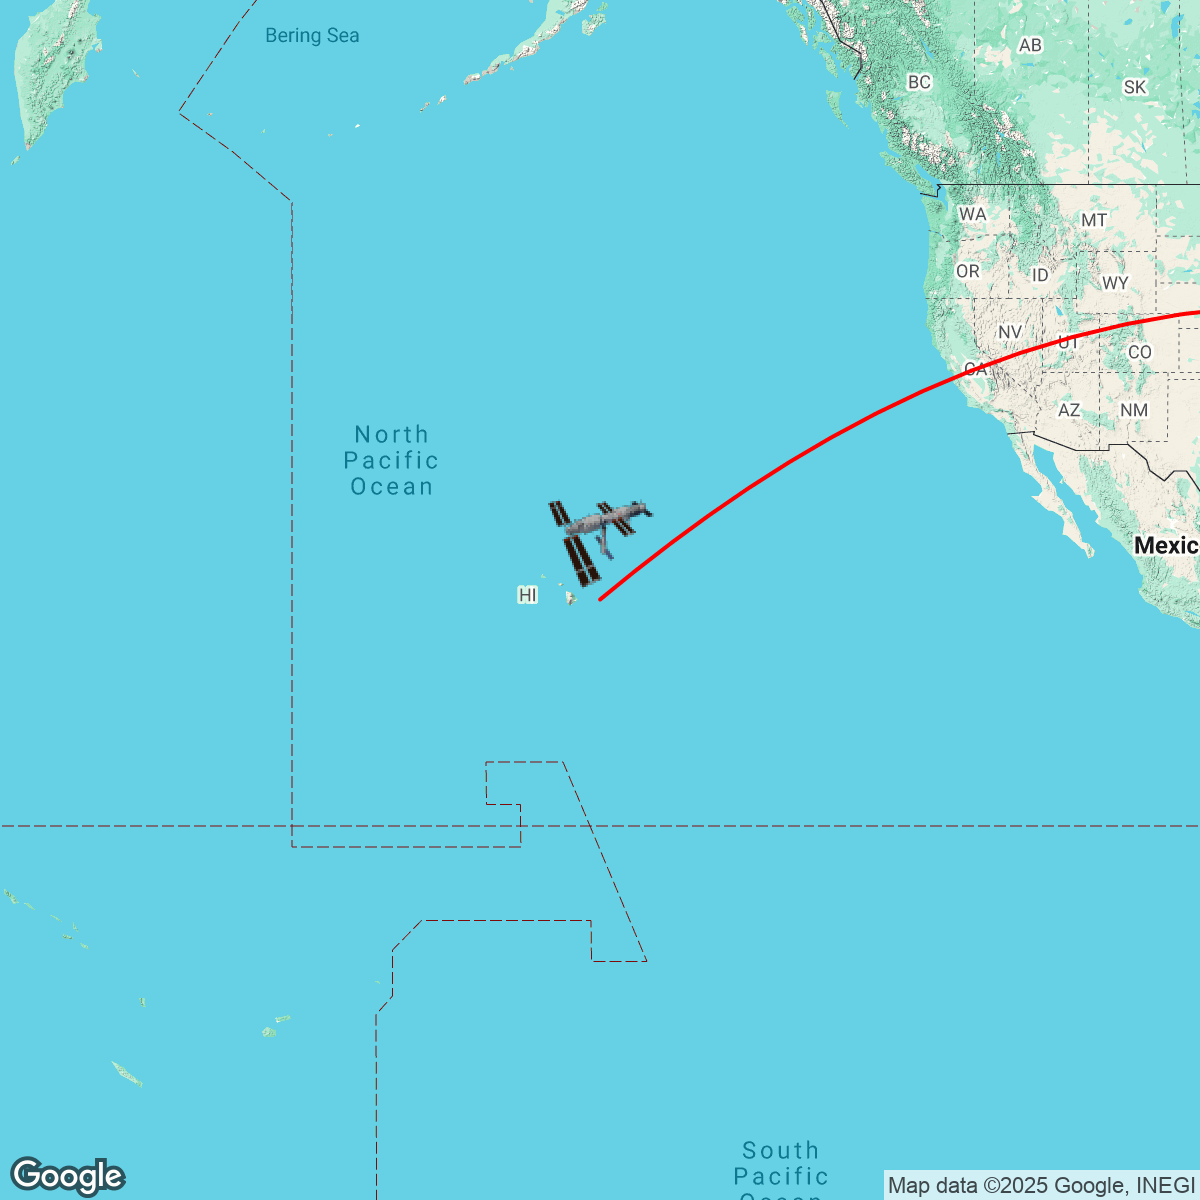 Bering Sea
AB
BC
SK
WA
MT
OR
ID
WY
NV
UT
CO
CA
AZ
NM
North
Pacific
Ocean
Mexic
HI
South
Pacific
Ocean
Google
Map data ©2025 Google, INEGI